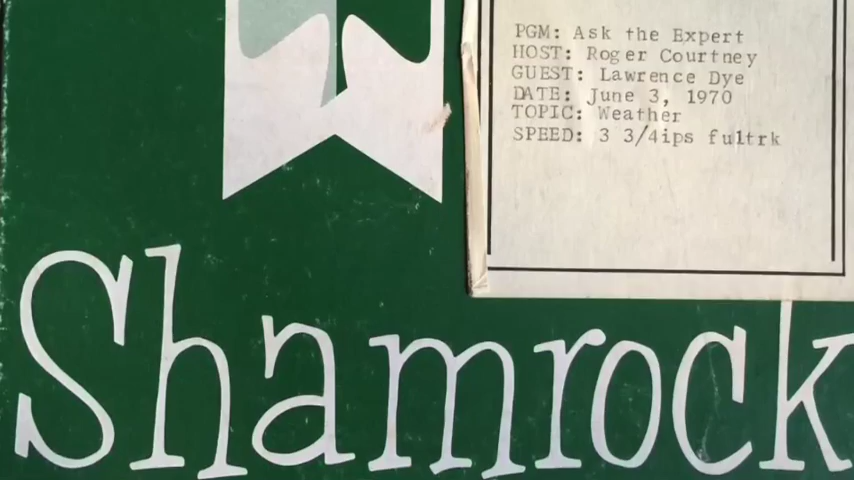 PGM: Ask the Expert
HOST: Roger Courtney
GUEST: Lawrence Dye
DATE: June 3, 1970
TOPIC: Weather
SPEED: 3 3/4ips fultrk
Shamrock